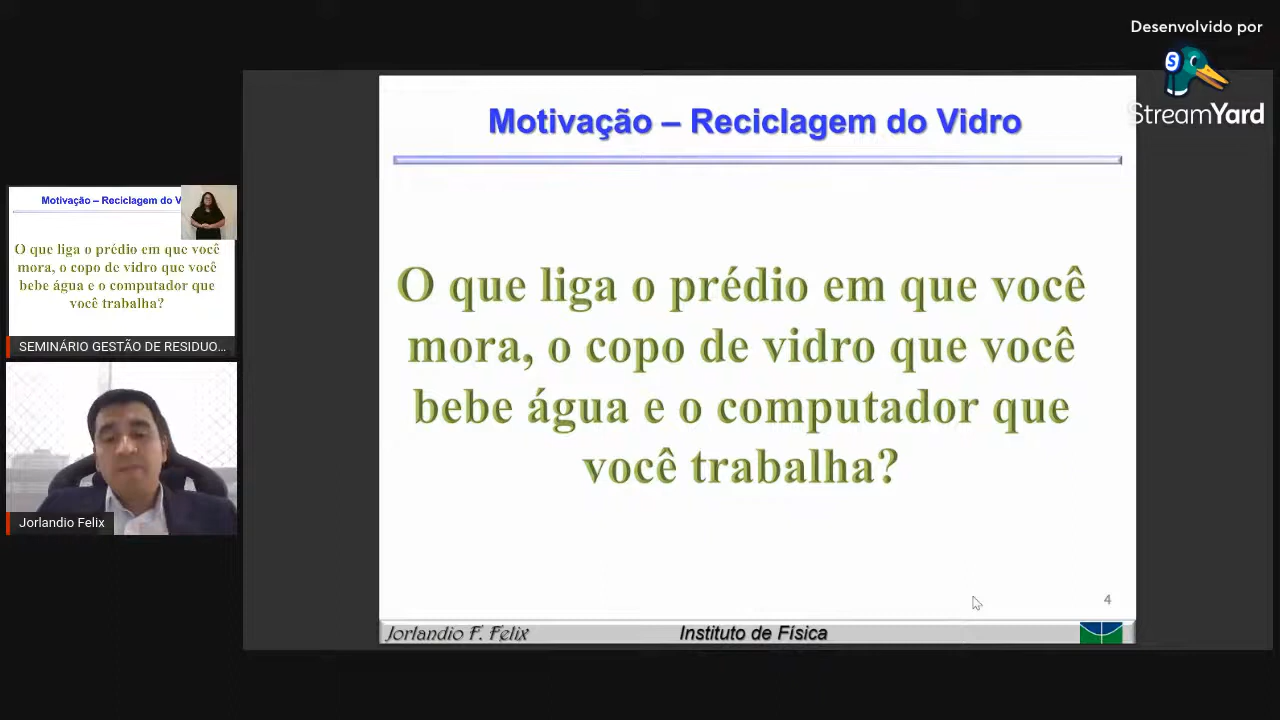 Desenvolvido por
StreamYard
Motivação – Reciclagem do Vidro
O que liga o prédio em que você
mora, o copo de vidro que você
bebe água e o computador que
você trabalha?
4
Jorlandio F. Felix
Instituto de Física
Motivação – Reciclagem do V
O que liga o prédio em que você
mora, o copo de vidro que você
bebe água e o computador que
você trabalha?
SEMINÁRIO GESTÃO DE RESIDUO...
Jorlandio Felix